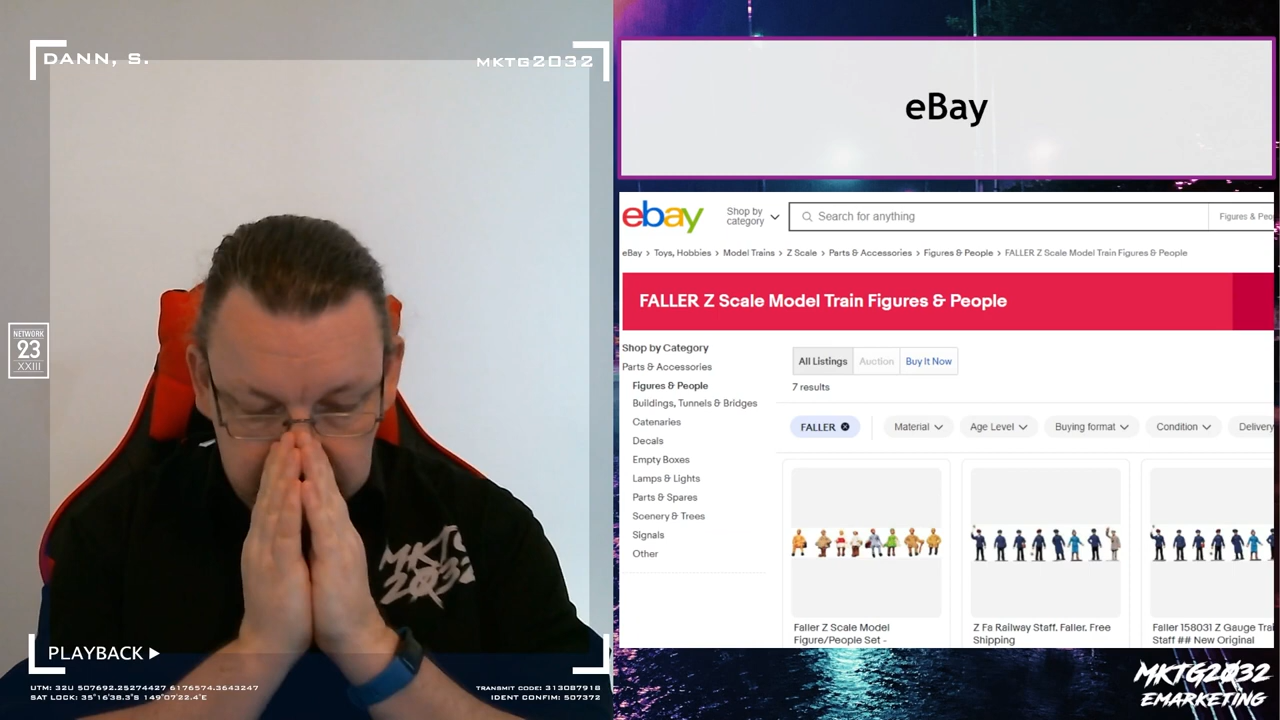 DANN, S.
MKTG2032
NETWORK
23
XXIII
MKTG
2032
PLAYBACK
UTM: 32U 507692.25274427 6176574.3643247
SAT LOCK: 35°16'38.3"S 149°07'22.4"E
TRANSMIT CODE: 313087918
IDENT CONFIM: 507372
eBay
ebay
Shop by
category
Search for anything
Figures & Peo
eBay > Toys, Hobbies > Model Trains > Z Scale > Parts & Accessories > Figures & People > FALLER Z Scale Model Train Figures & People
FALLER Z Scale Model Train Figures & People
Shop by Category
Parts & Accessories
Figures & People
Buildings, Tunnels & Bridges
Catenaries
Decals
Empty Boxes
Lamps & Lights
Parts & Spares
Scenery & Trees
Signals
Other
All Listings Auction Buy It Now
7 results
FALLER Material Age Level Buying format Condition Delivery
Faller Z Scale Model
Figure/People Set -
Z Fa Railway Staff. Faller. Free
Shipping
Faller 158031 Z Gauge Trai
Staff ## New Original
MKTG2032
EMARKETING